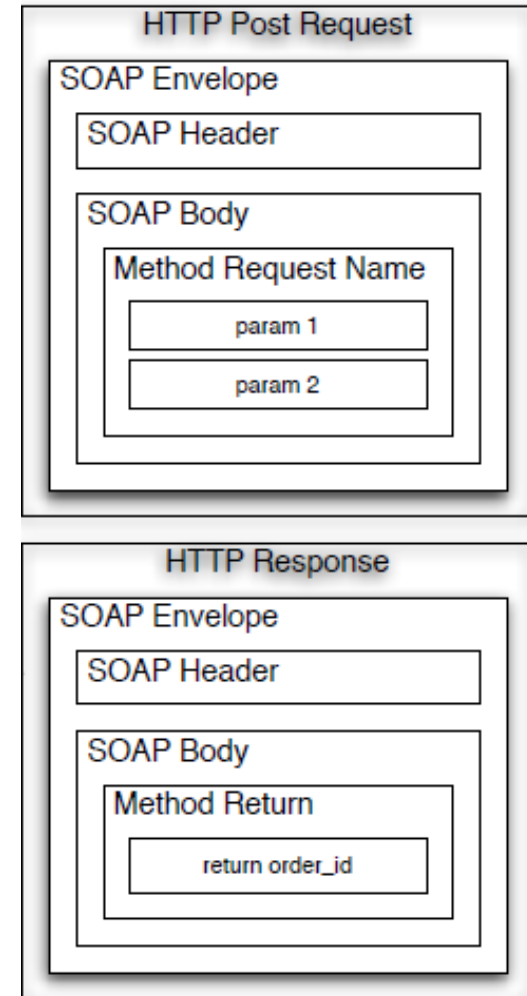 HTTP Post Request
SOAP Envelope
SOAP Header
SOAP Body
Method Request Name
param 1
param 2
HTTP Response
SOAP Envelope
SOAP Header
SOAP Body
Method Return
return order_id